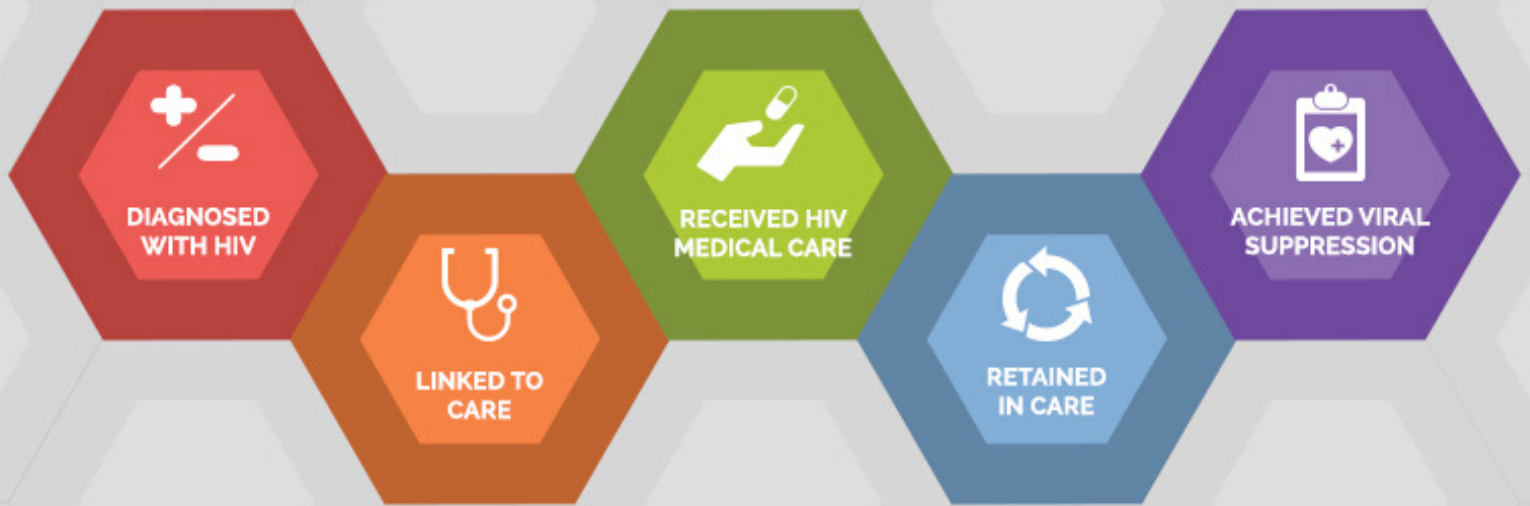 DIAGNOSED
WITH HIV
LINKED TO
CARE
RECEIVED HIV
MEDICAL CARE
RETAINED
IN CARE
ACHIEVED VIRAL
SUPPRESSION